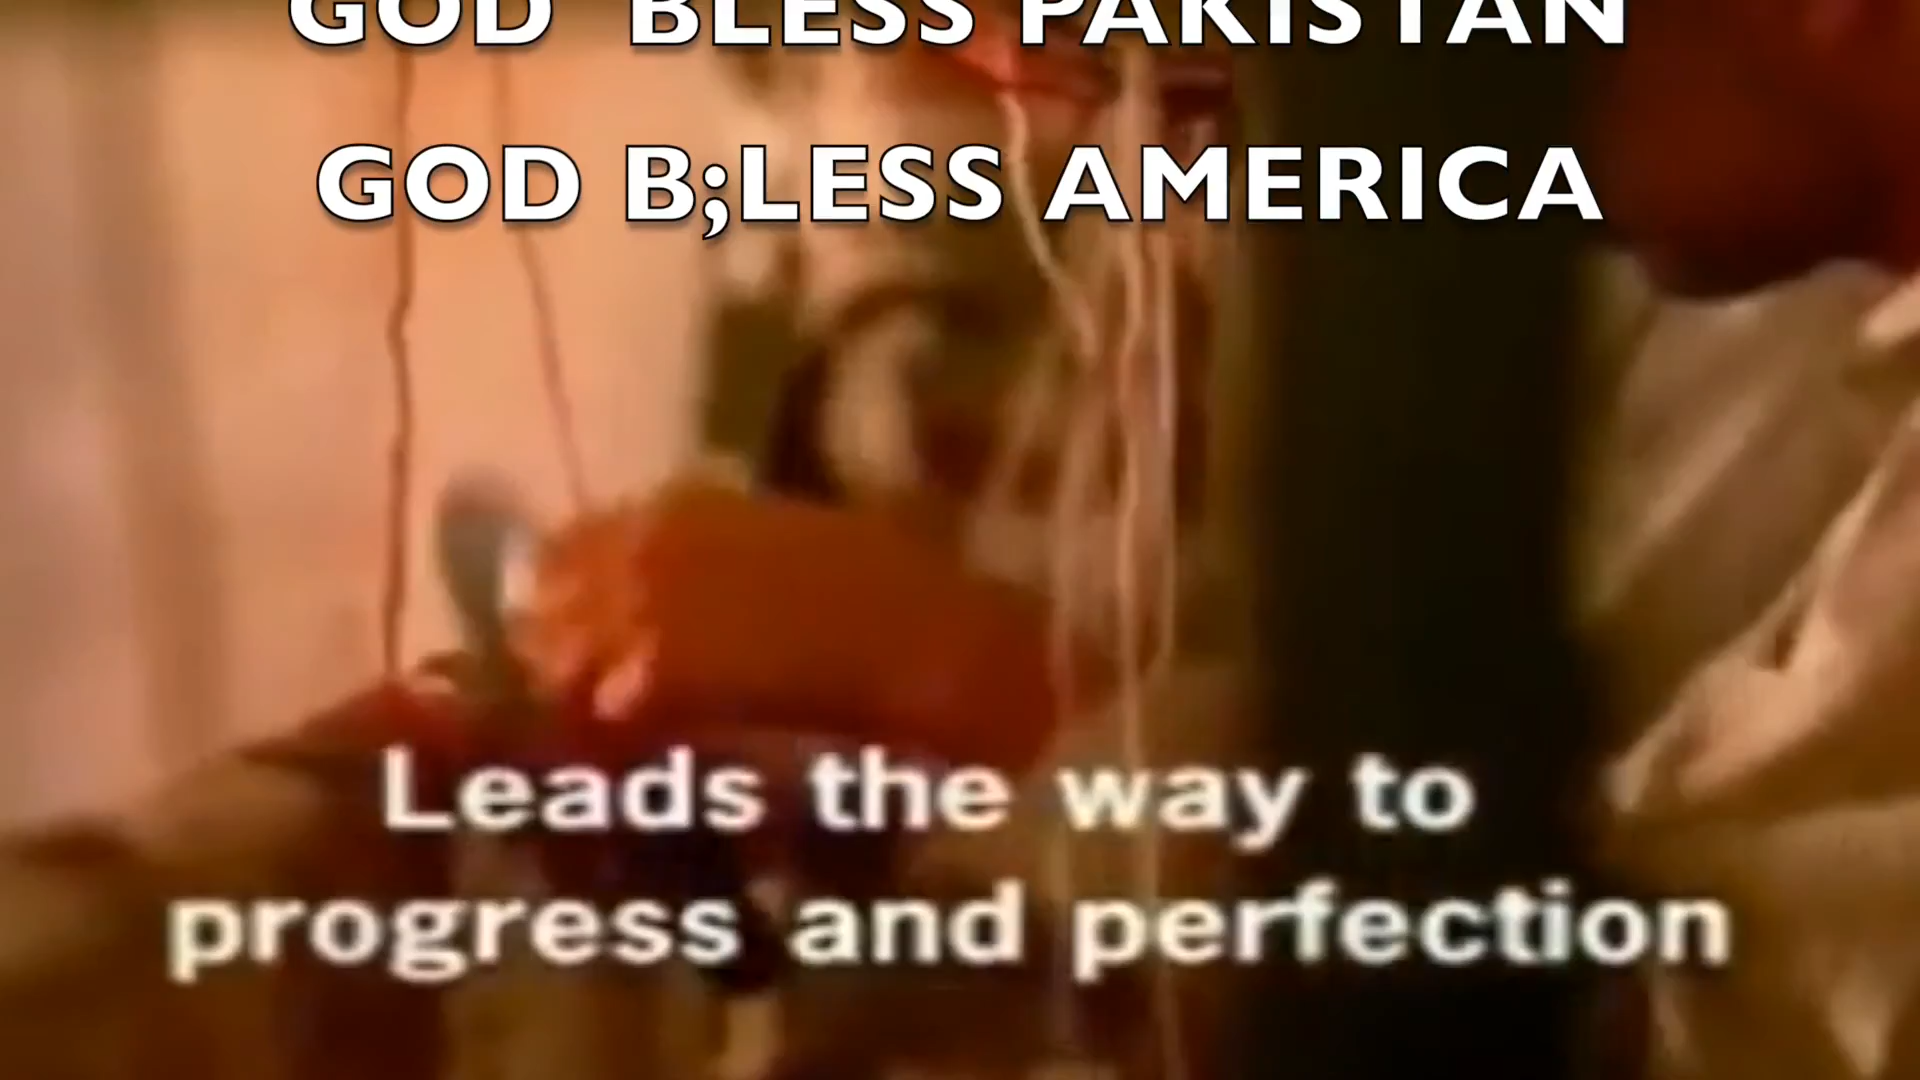 GOD BLESS PAKISTAN
GOD B;LESS AMERICA
Leads the way to
progress and perfection